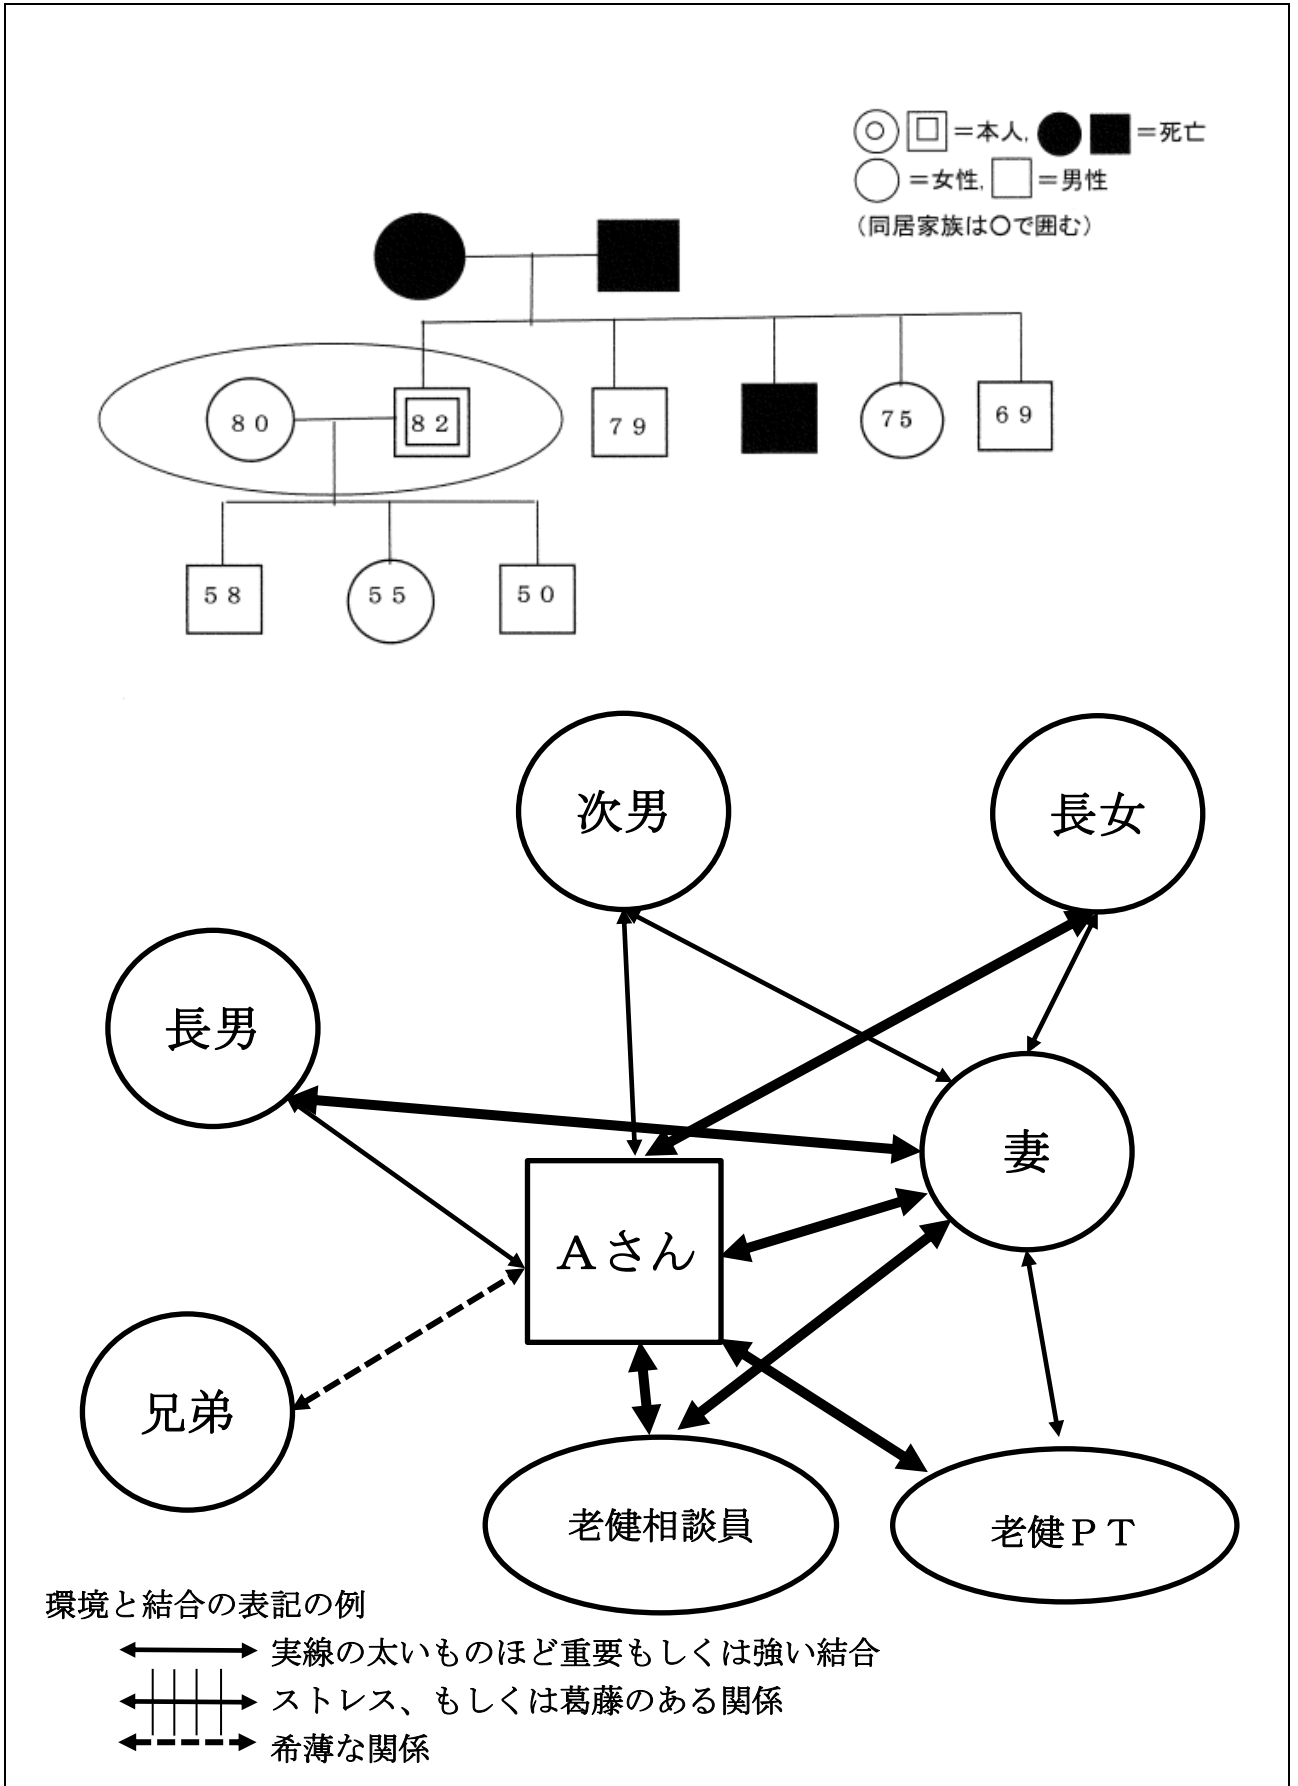 ＝本人, ＝死亡
＝女性, ＝男性
（同居家族は〇で囲む）
８０
８２
７９
７５
６９
５８
５５
５０
次男
長女
長男
妻
Ａさん
兄弟
老健相談員
老健ＰＴ
環境と結合の表記の例
実線の太いものほど重要もしくは強い結合
ストレス、もしくは葛藤のある関係
希薄な関係